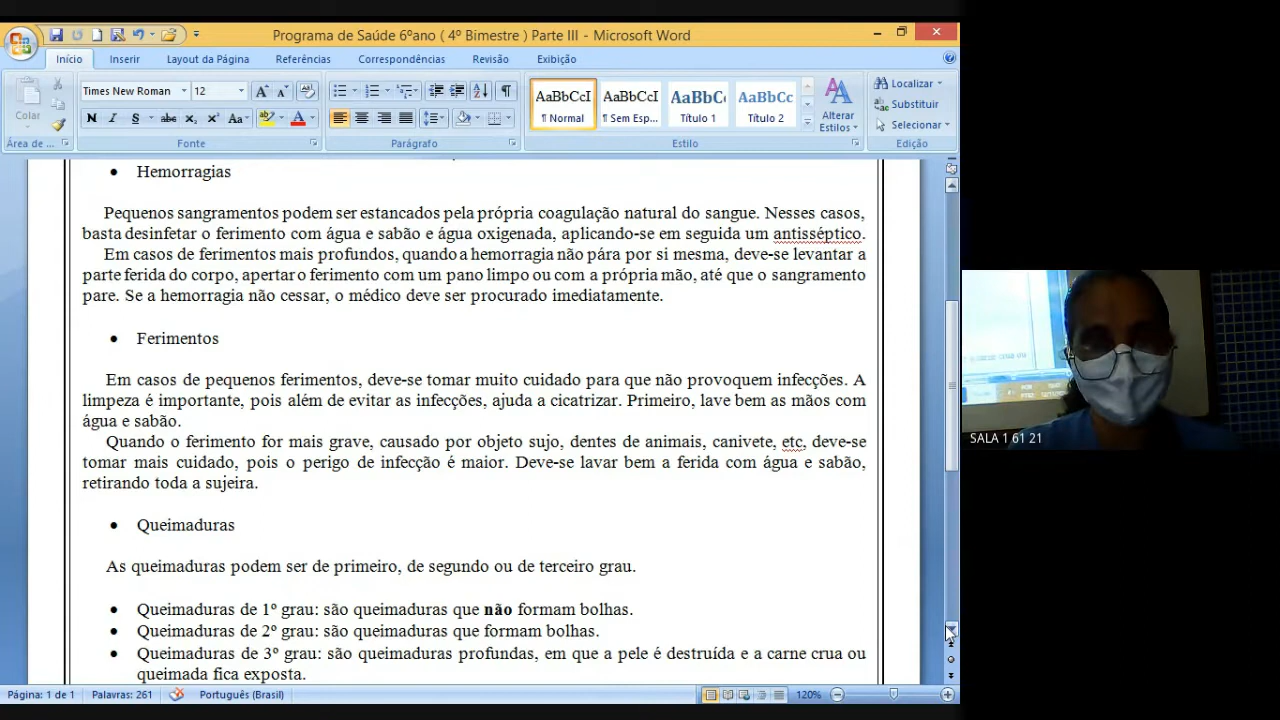 Programa de Saúde 6ºano ( 4º Bimestre ) Parte III - Microsoft Word
Início Inserir Layout da Página Referências Correspondências Revisão Exibição
Times New Roman 12 AaBbCcI AaBbCcI AaBbC AaBbCc Localizar
Substituir
Colar N I S abc x₂ x² Aa A ¶ Normal ¶ Sem Esp... Título 1 Título 2 Alterar Estilos Selecionar
Área de ... Fonte Parágrafo Estilo Edição
• Hemorragias
Pequenos sangramentos podem ser estancados pela própria coagulação natural do sangue. Nesses casos,
basta desinfetar o ferimento com água e sabão e água oxigenada, aplicando-se em seguida um antisséptico.
Em casos de ferimentos mais profundos, quando a hemorragia não pára por si mesma, deve-se levantar a
parte ferida do corpo, apertar o ferimento com um pano limpo ou com a própria mão, até que o sangramento
pare. Se a hemorragia não cessar, o médico deve ser procurado imediatamente.
• Ferimentos
Em casos de pequenos ferimentos, deve-se tomar muito cuidado para que não provoquem infecções. A
limpeza é importante, pois além de evitar as infecções, ajuda a cicatrizar. Primeiro, lave bem as mãos com
água e sabão.
Quando o ferimento for mais grave, causado por objeto sujo, dentes de animais, canivete, etc, deve-se
tomar mais cuidado, pois o perigo de infecção é maior. Deve-se lavar bem a ferida com água e sabão,
retirando toda a sujeira.
• Queimaduras
As queimaduras podem ser de primeiro, de segundo ou de terceiro grau.
• Queimaduras de 1º grau: são queimaduras que não formam bolhas.
• Queimaduras de 2º grau: são queimaduras que formam bolhas.
• Queimaduras de 3º grau: são queimaduras profundas, em que a pele é destruída e a carne crua ou
queimada fica exposta.
Página: 1 de 1 Palavras: 261 Português (Brasil) 120%
SALA 1 61 21